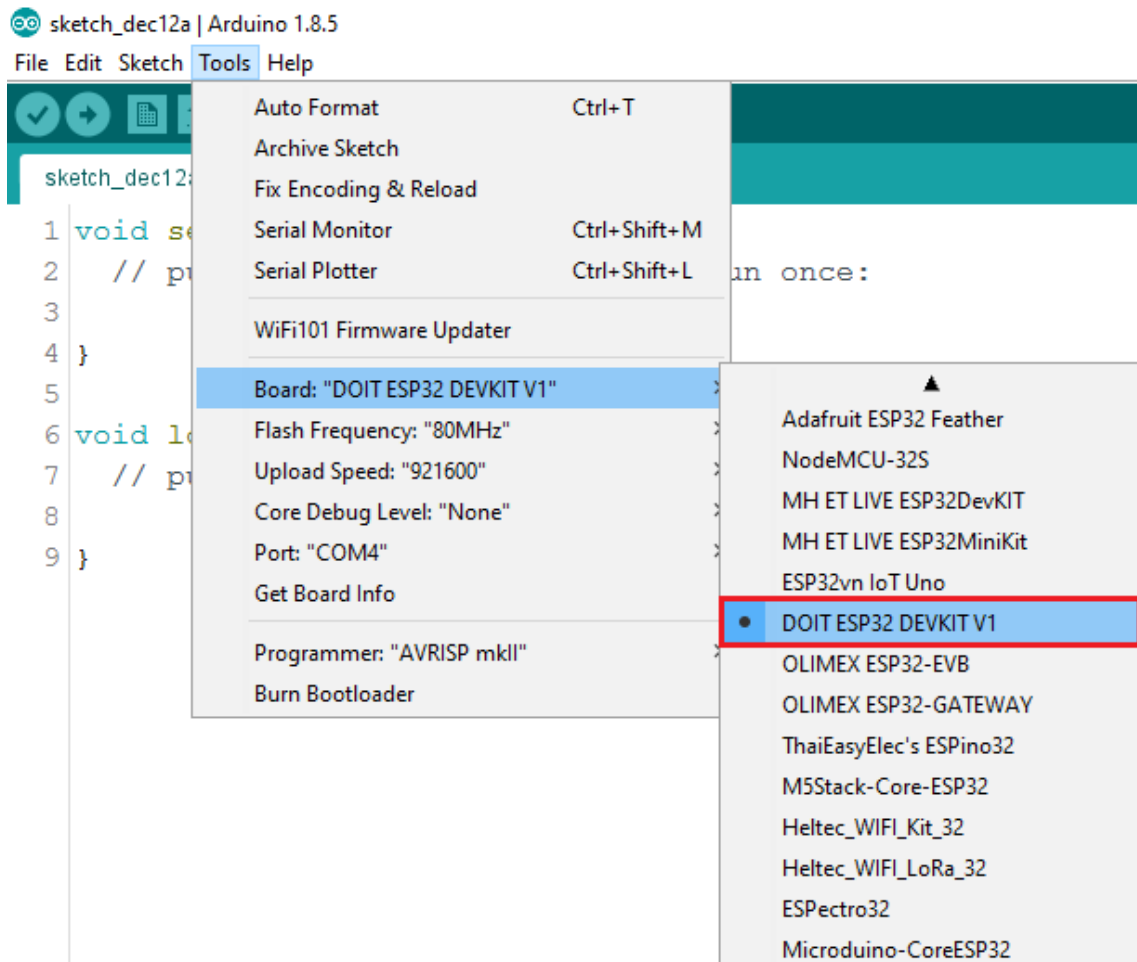 sketch_dec12a | Arduino 1.8.5
File Edit Sketch Tools Help
sketch_dec12a
Auto Format Ctrl+T
Archive Sketch
Fix Encoding & Reload
Serial Monitor Ctrl+Shift+M
Serial Plotter Ctrl+Shift+L
WiFi101 Firmware Updater
Board: "DOIT ESP32 DEVKIT V1"
Flash Frequency: "80MHz"
Upload Speed: "921600"
Core Debug Level: "None"
Port: "COM4"
Get Board Info
Programmer: "AVRISP mkII"
Burn Bootloader
1 void
2 // once:
3
4 }
5
6 void
7 //
8
9 }
Adafruit ESP32 Feather
NodeMCU-32S
MH ET LIVE ESP32DevKIT
MH ET LIVE ESP32MiniKit
ESP32vn IoT Uno
DOIT ESP32 DEVKIT V1
OLIMEX ESP32-EVB
OLIMEX ESP32-GATEWAY
ThaiEasyElec's ESPino32
M5Stack-Core-ESP32
Heltec_WIFI_Kit_32
Heltec_WIFI_LoRa_32
ESPectro32
Microduino-CoreESP32